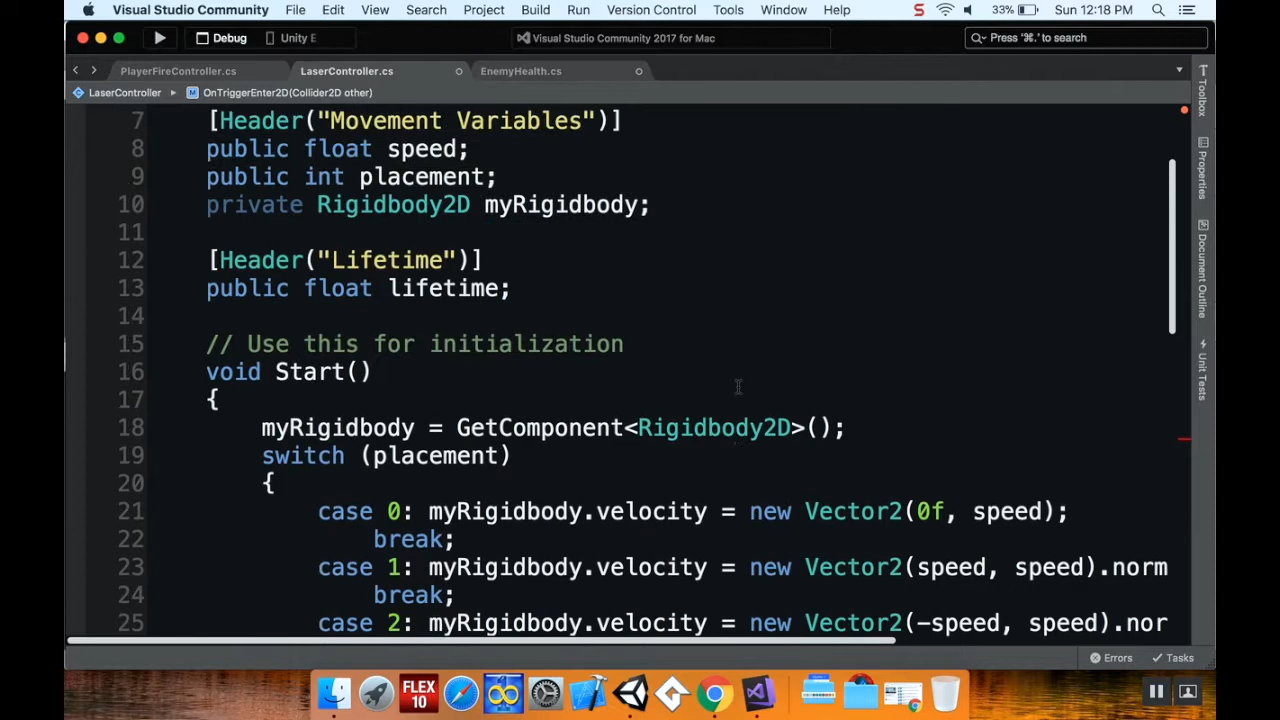 Visual Studio Community File Edit View Search Project Build Run Version Control Tools Window Help S 33% Sun 12:18 PM
Debug Unity E Visual Studio Community 2017 for Mac Press '⌘.' to search
PlayerFireController.cs LaserController.cs EnemyHealth.cs
LaserController OnTriggerEnter2D(Collider2D other)
7 [Header("Movement Variables")]
8 public float speed;
9 public int placement;
10 private Rigidbody2D myRigidbody;
11
12 [Header("Lifetime")]
13 public float lifetime;
14
15 // Use this for initialization
16 void Start()
17 {
18 myRigidbody = GetComponent<Rigidbody2D>();
19 switch (placement)
20 {
21 case 0: myRigidbody.velocity = new Vector2(0f, speed);
22 break;
23 case 1: myRigidbody.velocity = new Vector2(speed, speed).norm
24 break;
25 case 2: myRigidbody.velocity = new Vector2(-speed, speed).nor
Toolbox
Properties
Document Outline
Unit Tests
Errors Tasks
FLEX
10